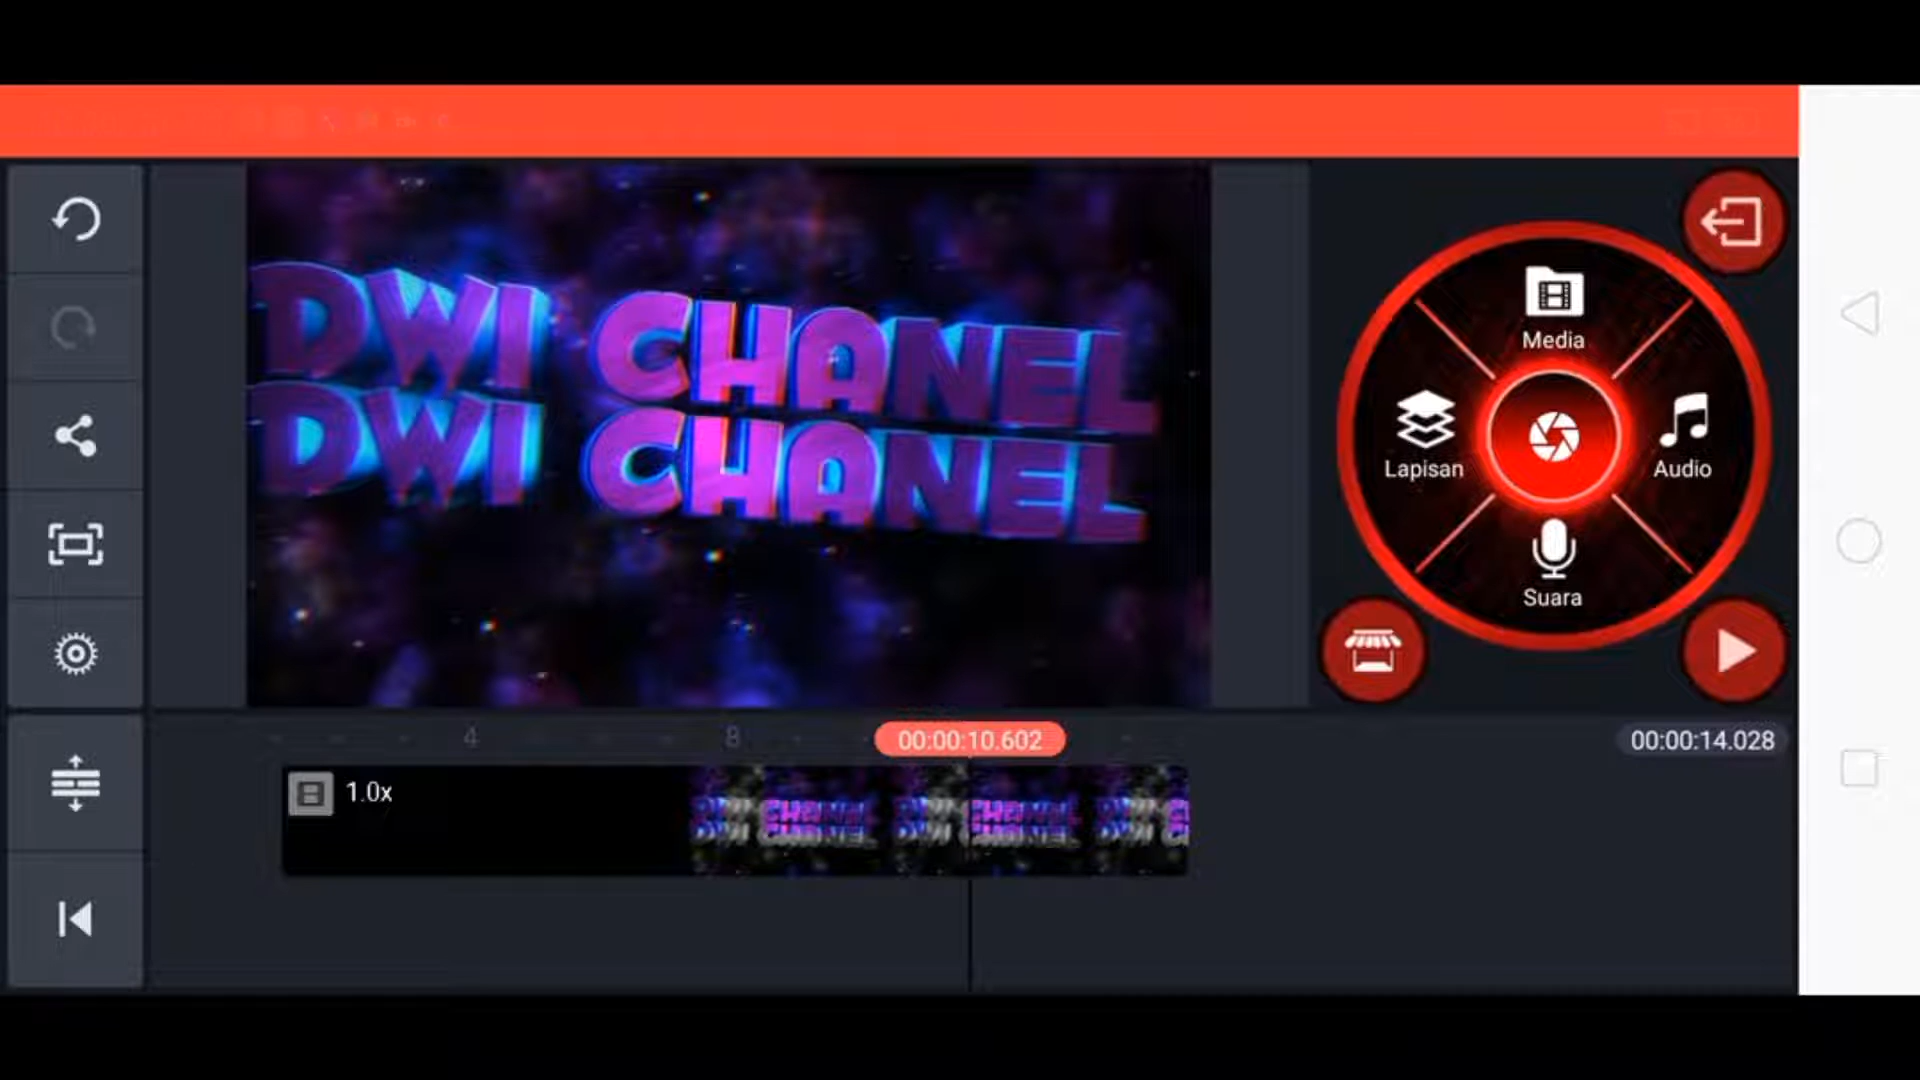 DWI CHANEL
DWI CHANEL
Media
Lapisan
Audio
Suara
4
8
00:00:10.602
00:00:14.028
1.0x